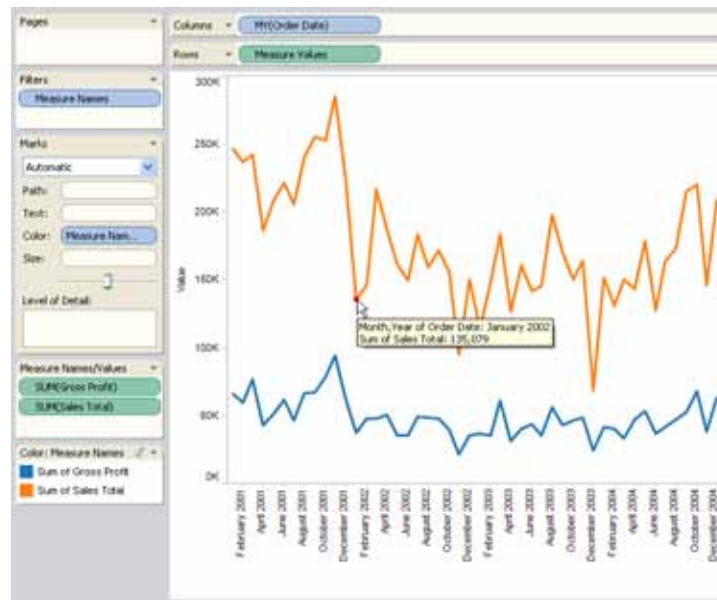 Pages
Columns
MY(Order Date)
Rows
Measure Values
Filters
Measure Names
Marks
Automatic
Path:
Text:
Color:
Measure Nam...
Size:
Level of Detail:
Measure Names/Values
SUM(Gross Profit)
SUM(Sales Total)
Color: Measure Names
Sum of Gross Profit
Sum of Sales Total
300K
250K
200K
150K
100K
50K
0K
Value
Month,Year of Order Date: January 2002
Sum of Sales Total: 135,079
February 2001
April 2001
June 2001
August 2001
October 2001
December 2001
February 2002
April 2002
June 2002
August 2002
October 2002
December 2002
February 2003
April 2003
June 2003
August 2003
October 2003
December 2003
February 2004
April 2004
June 2004
August 2004
October 2004
December 2004